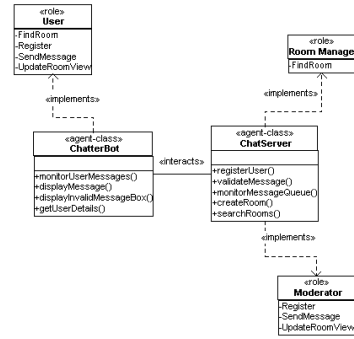 «role»
User
-FindRoom
-Register
-SendMessage
-UpdateRoomView
«role»
Room Manage
-FindRoom
«implements»
«implements»
«agent-class»
ChatterBot
+monitorUserMessages()
+displayMessage()
+displayInvalidMessageBox()
+getUserDetails()
«interacts»
«agent-class»
ChatServer
+registerUser()
+validateMessage()
+monitorMessageQueue()
+createRoom()
+searchRooms()
«implements»
«role»
Moderator
-Register
-SendMessage
-UpdateRoomView